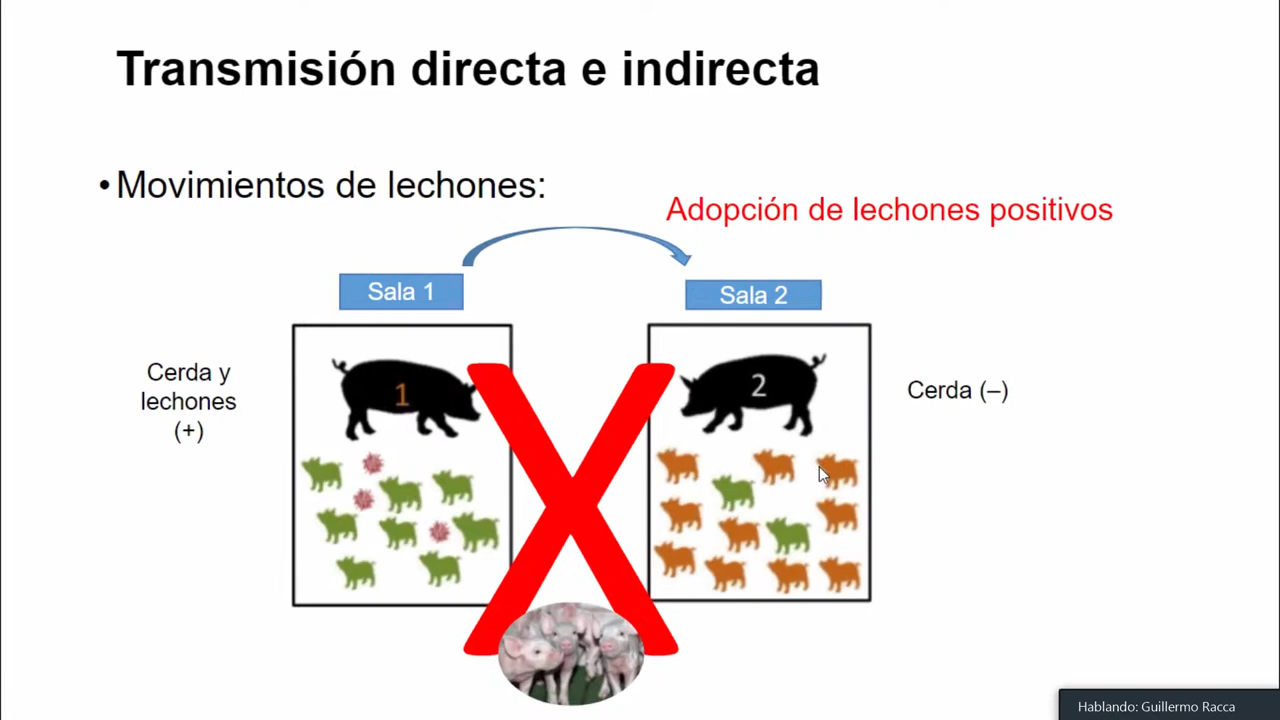 Transmisión directa e indirecta
• Movimientos de lechones:
Adopción de lechones positivos
Sala 1
Sala 2
Cerda y
lechones
(+)
1
2
Cerda (–)
Hablando: Guillermo Racca